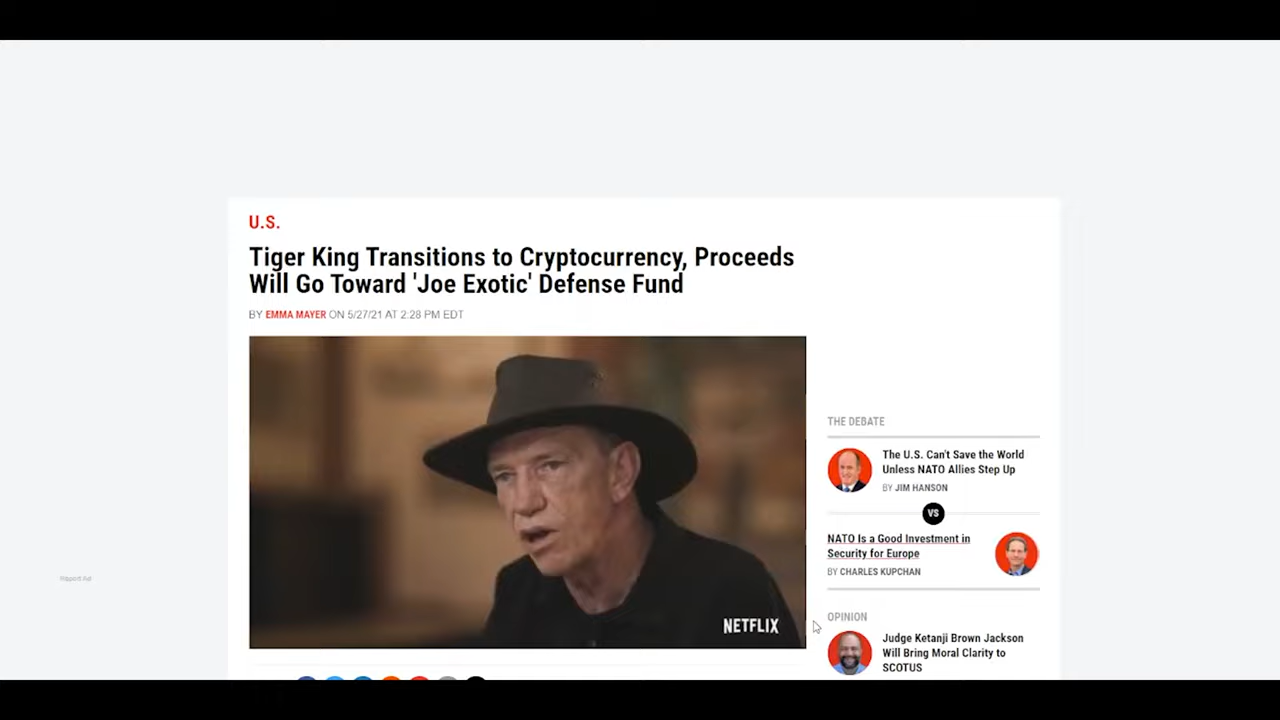 U.S.
Tiger King Transitions to Cryptocurrency, Proceeds
Will Go Toward 'Joe Exotic' Defense Fund
BY EMMA MAYER ON 5/27/21 AT 2:28 PM EDT
NETFLIX
THE DEBATE
The U.S. Can't Save the World
Unless NATO Allies Step Up
BY JIM HANSON
VS
NATO Is a Good Investment in
Security for Europe
BY CHARLES KUPCHAN
OPINION
Judge Ketanji Brown Jackson
Will Bring Moral Clarity to
SCOTUS
Report Ad